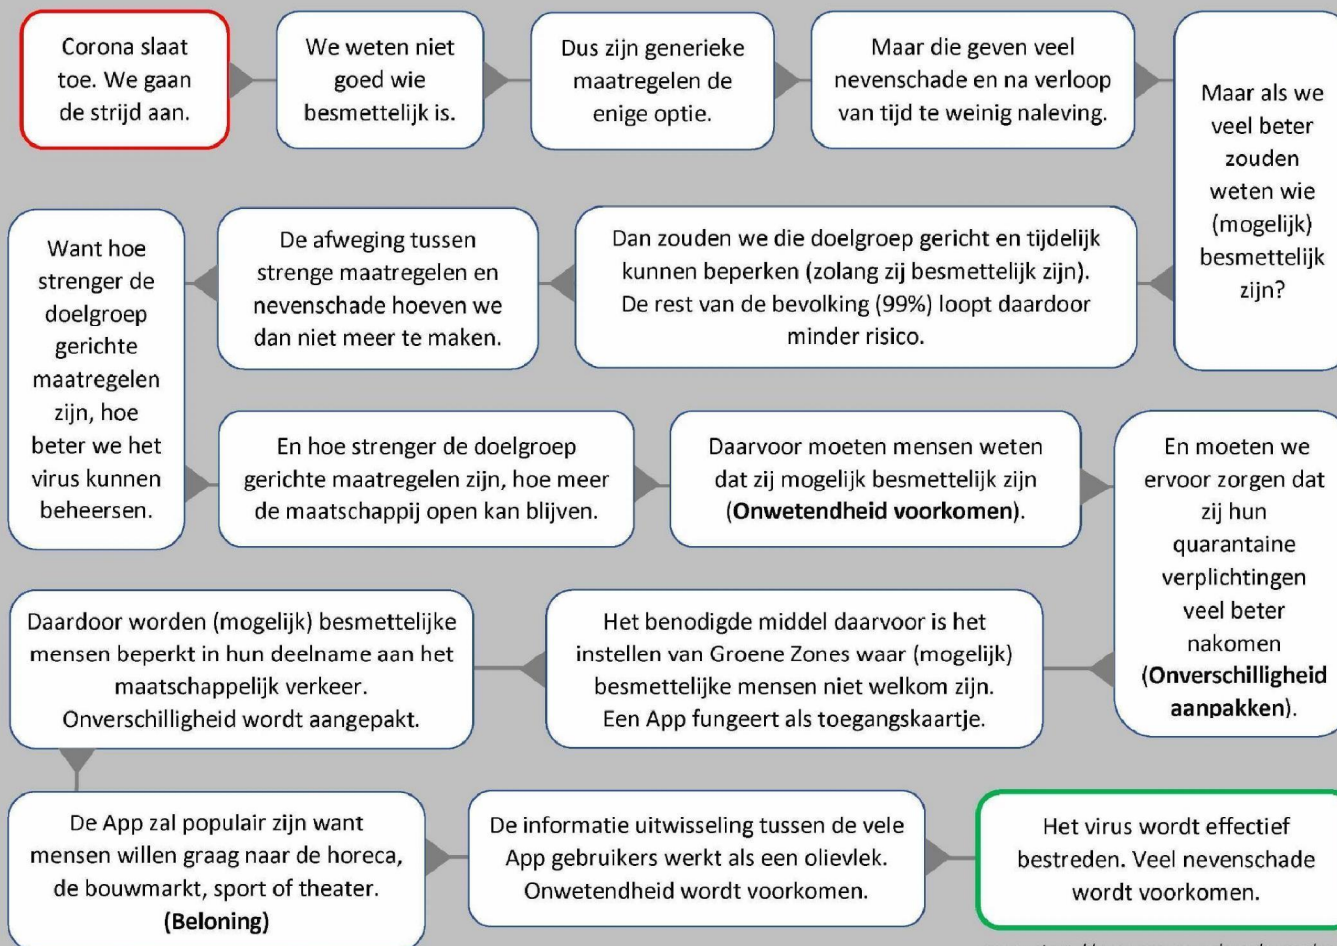 Corona slaat
toe. We gaan
de strijd aan.
We weten niet
goed wie
besmettelijk is.
Dus zijn generieke
maatregelen de
enige optie.
Maar die geven veel
nevenschade en na verloop
van tijd te weinig naleving.
Maar als we
veel beter
zouden
weten wie
(mogelijk)
besmettelijk
zijn?
Dan zouden we die doelgroep gericht en tijdelijk
kunnen beperken (zolang zij besmettelijk zijn).
De rest van de bevolking (99%) loopt daardoor
minder risico.
De afweging tussen
strenge maatregelen en
nevenschade hoeven we
dan niet meer te maken.
Want hoe
strenger de
doelgroep
gerichte
maatregelen
zijn, hoe
beter we het
virus kunnen
beheersen.
En hoe strenger de doelgroep
gerichte maatregelen zijn, hoe meer
de maatschappij open kan blijven.
Daarvoor moeten mensen weten
dat zij mogelijk besmettelijk zijn
(Onwetendheid voorkomen).
En moeten we
ervoor zorgen dat
zij hun
quarantaine
verplichtingen
veel beter
nakomen
(Onverschilligheid
aanpakken).
Het benodigde middel daarvoor is het
instellen van Groene Zones waar (mogelijk)
besmettelijke mensen niet welkom zijn.
Een App fungeert als toegangskaartje.
Daardoor worden (mogelijk) besmettelijke
mensen beperkt in hun deelname aan het
maatschappelijk verkeer.
Onverschilligheid wordt aangepakt.
De App zal populair zijn want
mensen willen graag naar de horeca,
de bouwmarkt, sport of theater.
(Beloning)
De informatie uitwisseling tussen de vele
App gebruikers werkt als een olievlek.
Onwetendheid wordt voorkomen.
Het virus wordt effectief
bestreden. Veel nevenschade
wordt voorkomen.